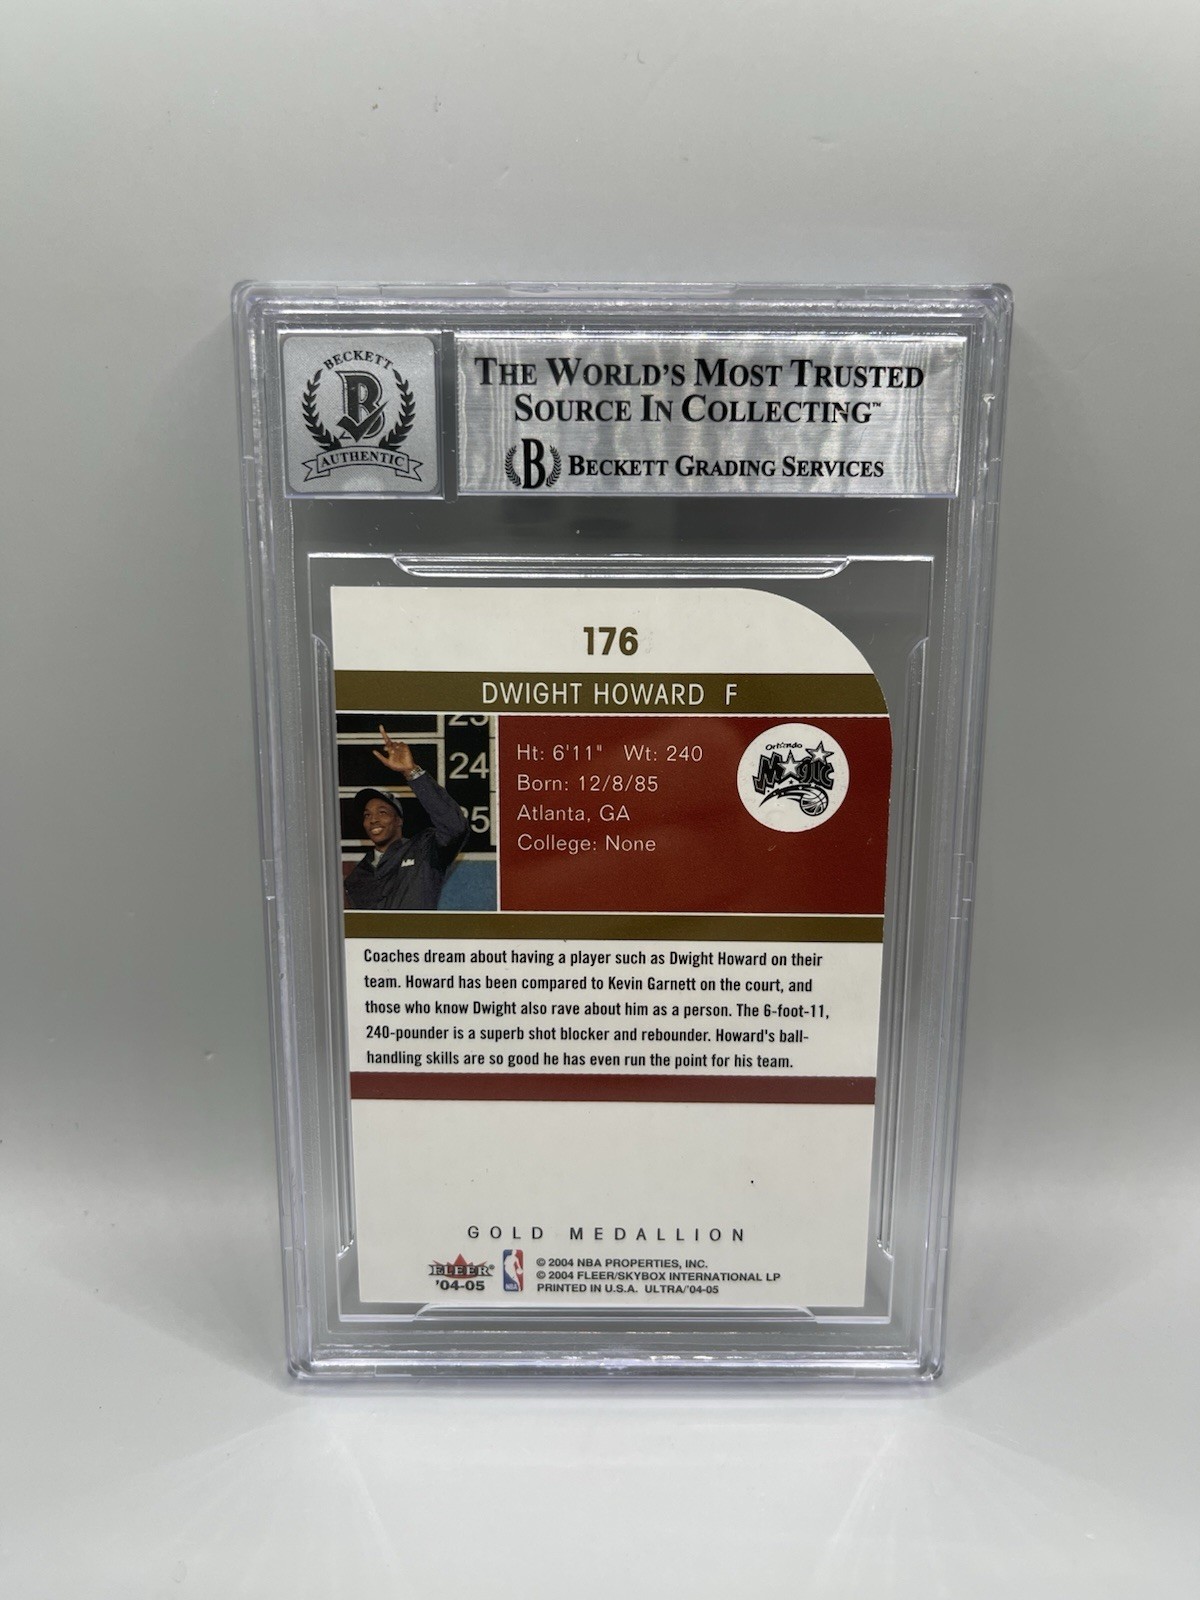 BECKETT
B
AUTHENTIC
THE WORLD'S MOST TRUSTED
SOURCE IN COLLECTING™
B BECKETT GRADING SERVICES
176
DWIGHT HOWARD F
24
Ht: 6'11" Wt: 240
Born: 12/8/85
Atlanta, GA
College: None
Orlando
Magic
Coaches dream about having a player such as Dwight Howard on their
team. Howard has been compared to Kevin Garnett on the court, and
those who know Dwight also rave about him as a person. The 6-foot-11,
240-pounder is a superb shot blocker and rebounder. Howard's ball-
handling skills are so good he has even run the point for his team.
GOLD MEDALLION
FLEER®
'04-05
NBA
© 2004 NBA PROPERTIES, INC.
© 2004 FLEER/SKYBOX INTERNATIONAL LP
PRINTED IN U.S.A. ULTRA/'04-05